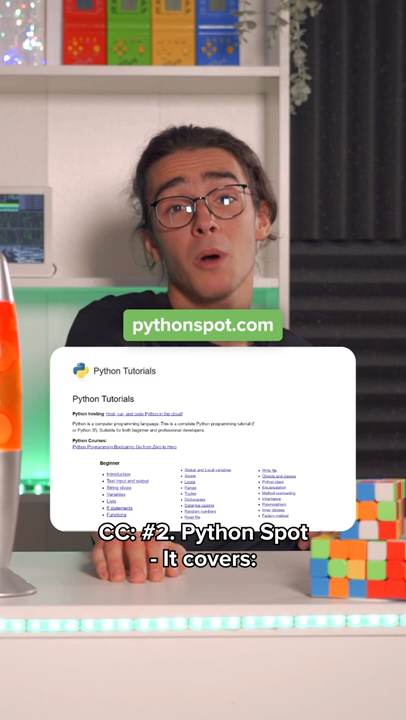 pythonspot.com
Python Tutorials
Python Tutorials
Python hosting: Host, run, and code Python in the cloud!
Python is a computer programming language. This is a complete Python programming tutorial (f
or Python 3!). Suitable for both beginner and professional developers.
Python Courses:
Python Programming Bootcamp: Go from Zero to Hero
Beginner
Introduction
Text input and output
String slices
Variables
Lists
If statements
Functions
Global and Local variables
Scope
Loops
Range
Tuples
Dictionaries
Datatype casting
Random numbers
Read file
Write file
Objects and classes
Python class
Encapsulation
Method overloading
Inheritance
Polymorphism
Inner classes
Factory method
CC: #2. Python Spot
- It covers: